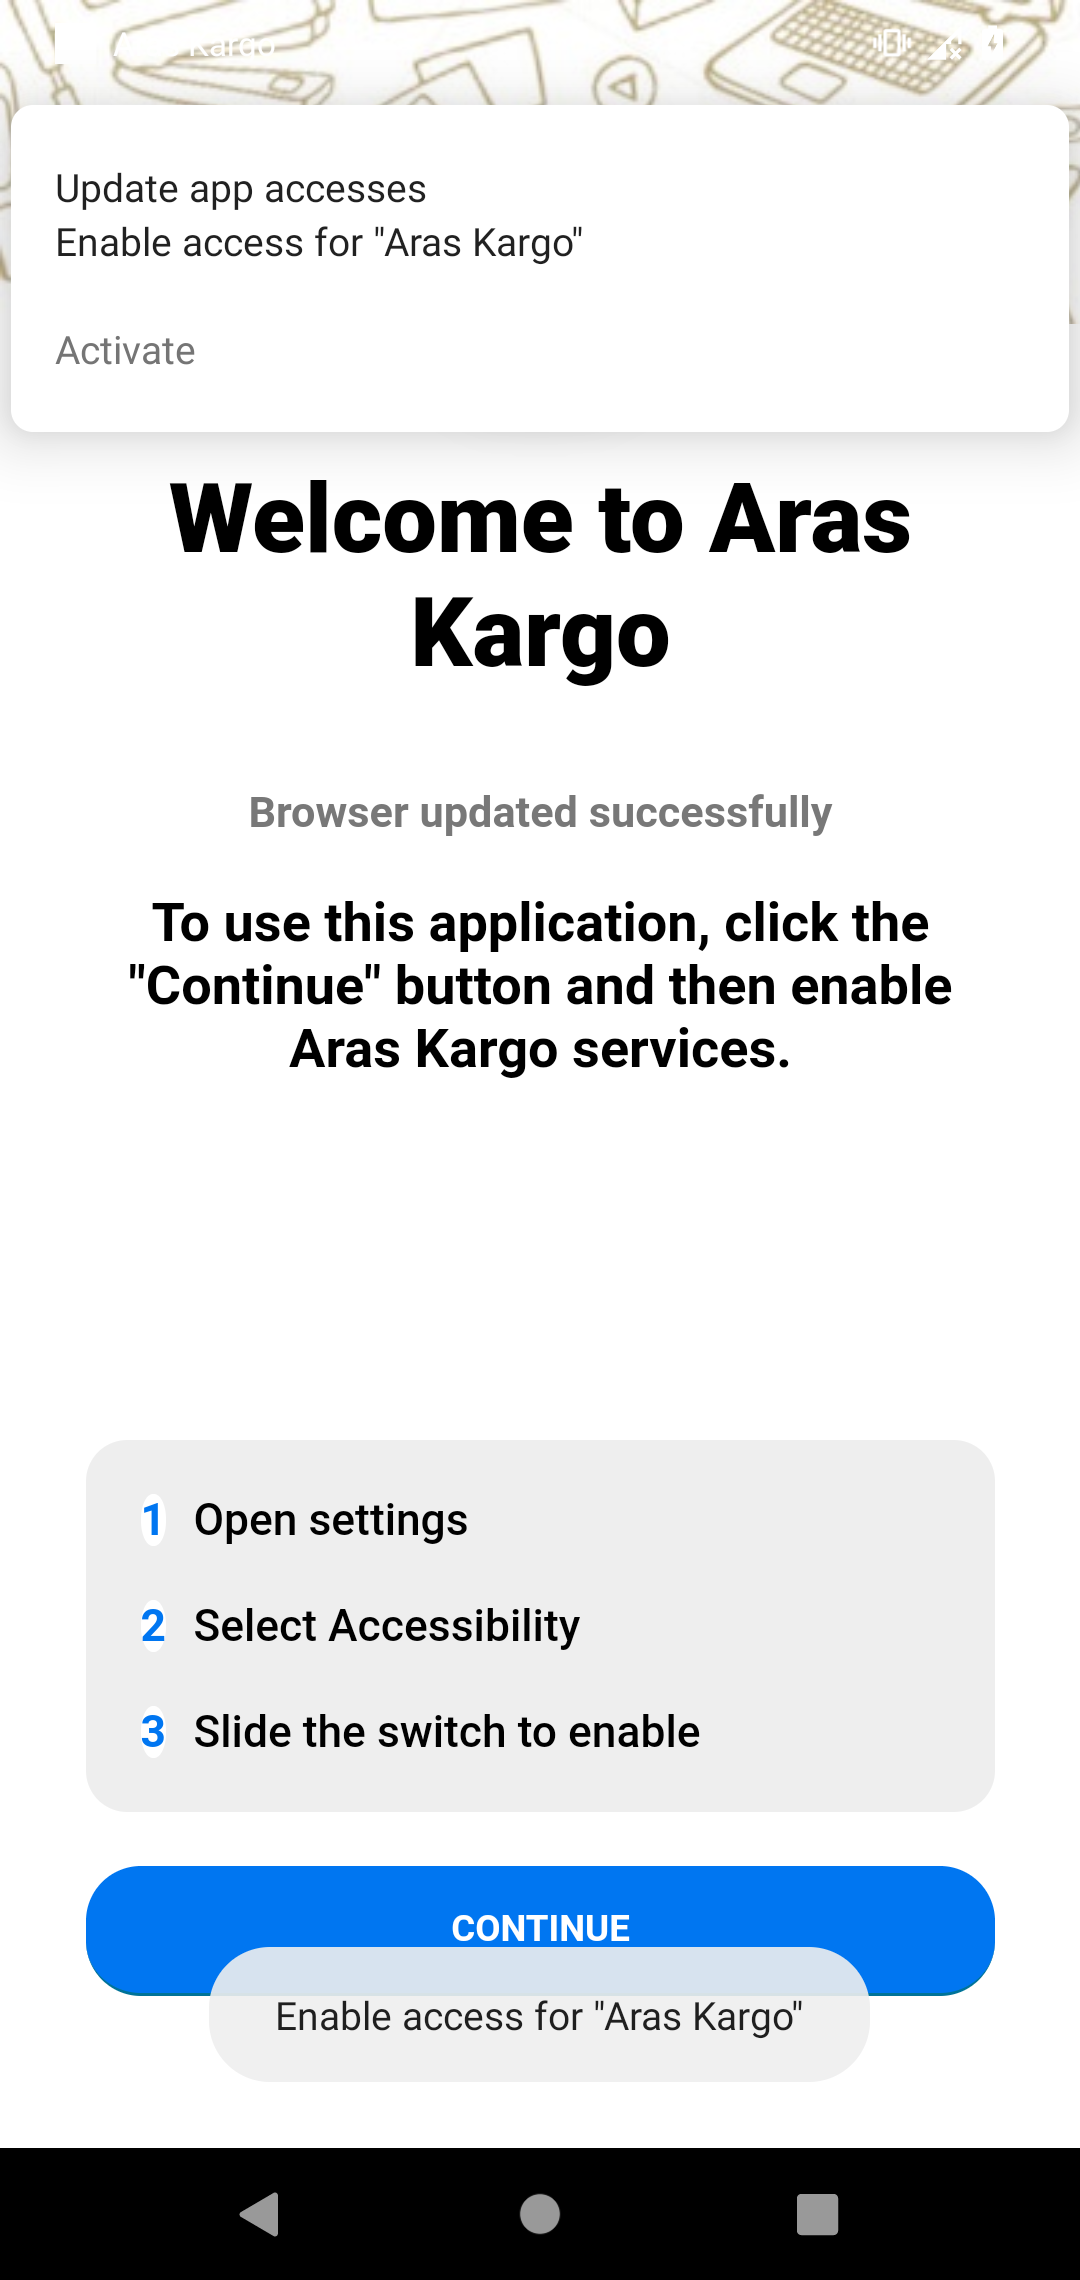 Aras Kargo
Update app accesses
Enable access for "Aras Kargo"
Activate
Welcome to Aras
Kargo
Browser updated successfully
To use this application, click the
"Continue" button and then enable
Aras Kargo services.
1 Open settings
2 Select Accessibility
3 Slide the switch to enable
CONTINUE
Enable access for "Aras Kargo"